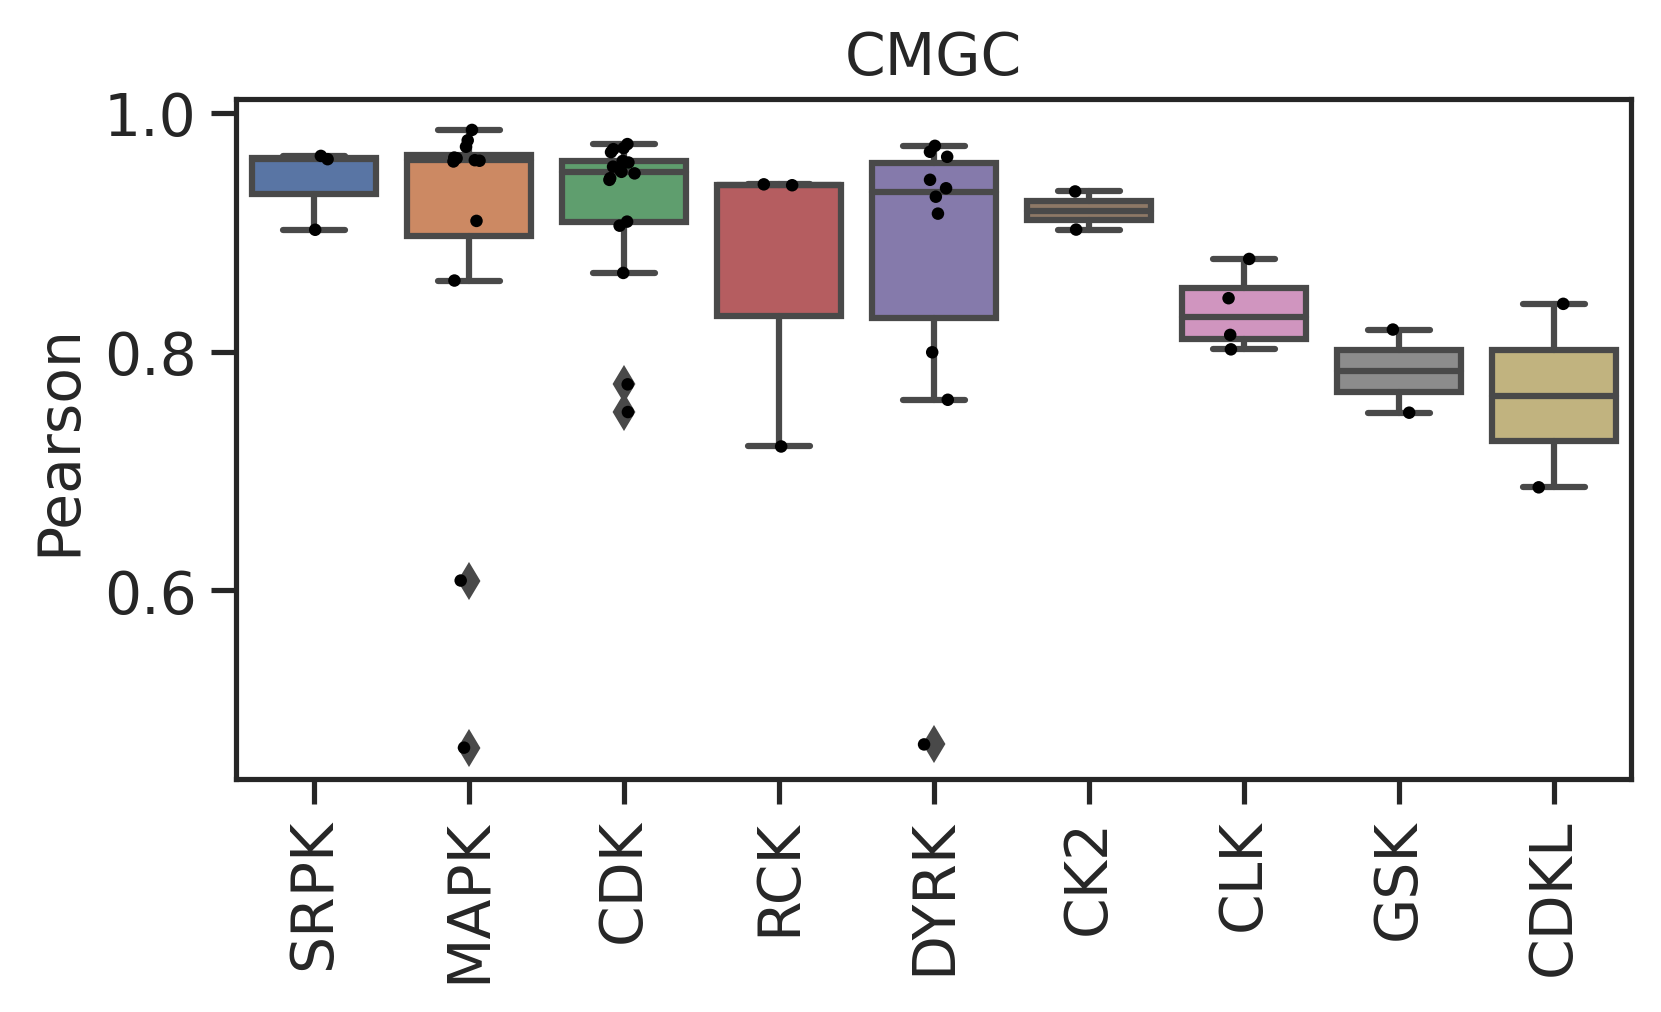 CMGC
Pearson
1.0
0.8
0.6
SRPK
MAPK
CDK
RCK
DYRK
CK2
CLK
GSK
CDKL